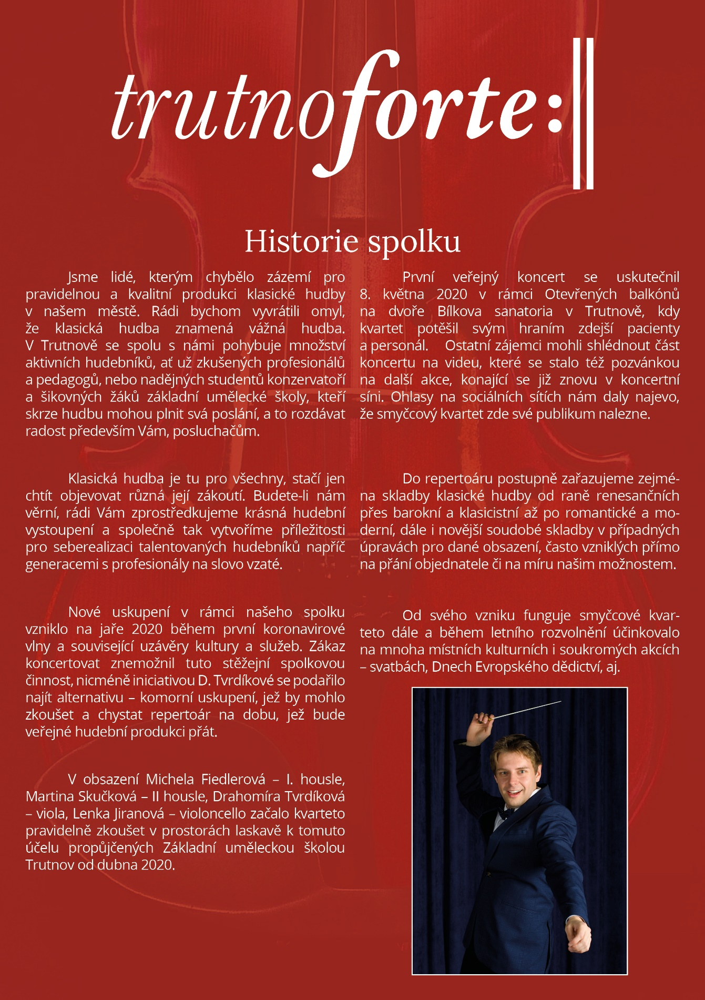 trutnoforte:
Historie spolku
Jsme lidé, kterým chybělo zázemí pro
pravidelnou a kvalitní produkci klasické hudby
v našem městě. Rádi bychom vyvrátili omyl,
že klasická hudba znamená vážná hudba.
V Trutnově se spolu s námi pohybuje množství
aktivních hudebníků, ať už zkušených profesionálů
a pedagogů, nebo nadějných studentů konzervatoří
a šikovných žáků základní umělecké školy, kteří
skrze hudbu mohou plnit svá poslání, a to rozdávat
radost především Vám, posluchačům.
Klasická hudba je tu pro všechny, stačí jen
chtít objevovat různá její zákoutí. Budete-li nám
věrní, rádi Vám zprostředkujeme krásná hudební
vystoupení a společně tak vytvoříme příležitosti
pro seberealizaci talentovaných hudebníků napříč
generacemi s profesionály na slovo vzaté.
Nové uskupení v rámci našeho spolku
vzniklo na jaře 2020 během první koronavirové
vlny a související uzávěry kultury a služeb. Zákaz
koncertovat znemožnil tuto stěžejní spolkovou
činnost, nicméně iniciativou D. Tvrdíkové se podařilo
najít alternativu – komorní uskupení, jež by mohlo
zkoušet a chystat repertoár na dobu, jež bude
veřejné hudební produkci přát.
V obsazení Michela Fiedlerová – I. housle,
Martina Skučková – II housle, Drahomíra Tvrdíková
– viola, Lenka Jiranová – violoncello začalo kvarteto
pravidelně zkoušet v prostorách laskavě k tomuto
účelu propůjčených Základní uměleckou školou
Trutnov od dubna 2020.
První veřejný koncert se uskutečnil
8. května 2020 v rámci Otevřených balkónů
na dvoře Bílkova sanatoria v Trutnově, kdy
kvartet potěšil svým hraním zdejší pacienty
a personál. Ostatní zájemci mohli shlédnout část
koncertu na videu, které se stalo též pozvánkou
na další akce, konající se již znovu v koncertní
síni. Ohlasy na sociálních sítích nám daly najevo,
že smyčcový kvartet zde své publikum nalezne.
Do repertoáru postupně zařazujeme zejmé-
na skladby klasické hudby od raně renesančních
přes barokní a klasicistní až po romantické a mo-
derní, dále i novější soudobé skladby v případných
úpravách pro dané obsazení, často vzniklých přímo
na přání objednatele či na míru našim možnostem.
Od svého vzniku funguje smyčcové kvar-
teto dále a během letního rozvolnění účinkovalo
na mnoha místních kulturních i soukromých akcích
– svatbách, Dnech Evropského dědictví, aj.